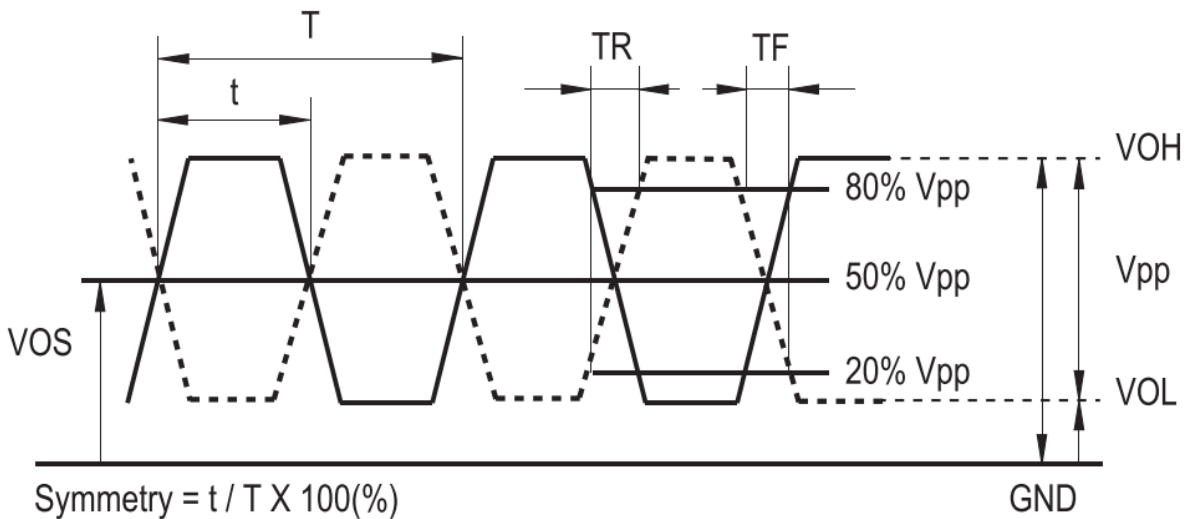 T
TR
TF
t
VOH
80% Vpp
50% Vpp
Vpp
VOS
20% Vpp
VOL
Symmetry = t / T X 100(%)
GND